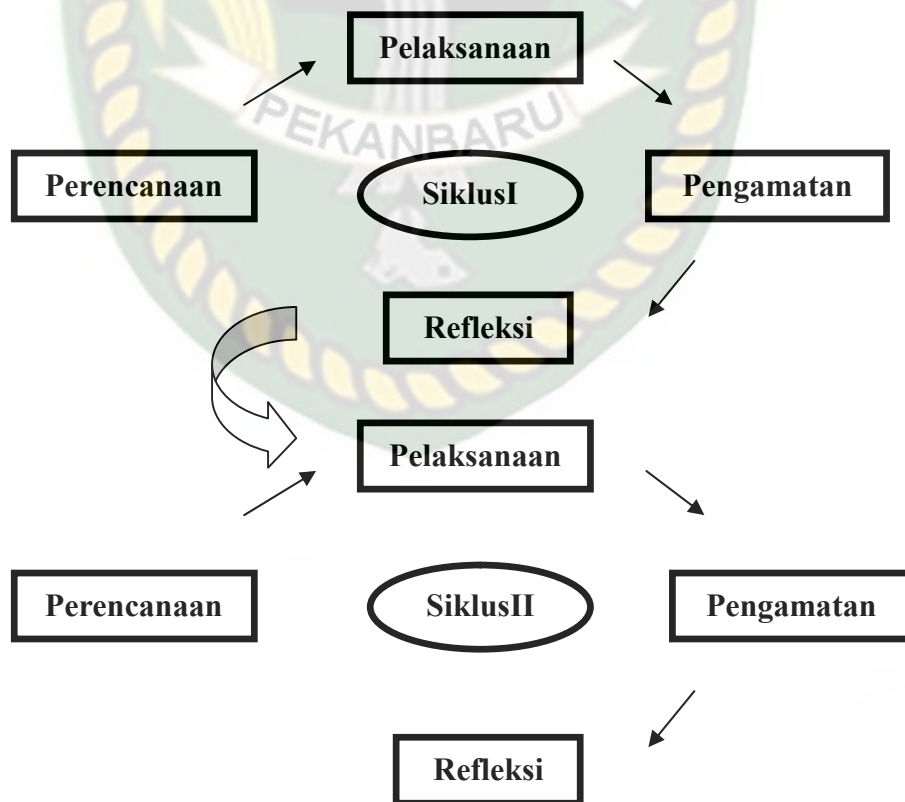 Pelaksanaan
PEKANBARU
Perencanaan
SiklusI
Pengamatan
Refleksi
Pelaksanaan
Perencanaan
SiklusII
Pengamatan
Refleksi